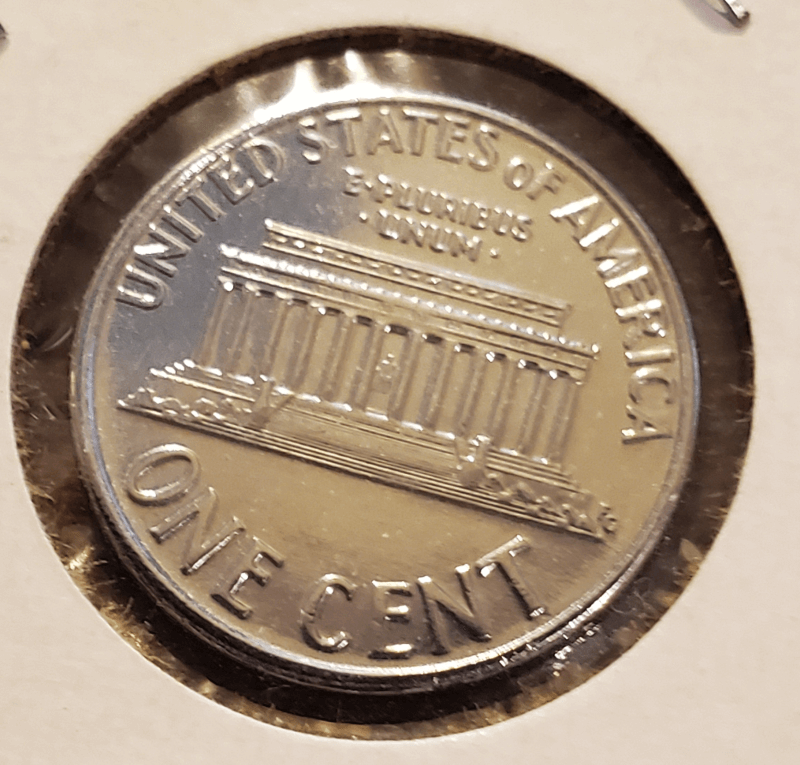 UNITED STATES OF AMERICA
E·PLURIBUS
·UNUM·
ONE CENT